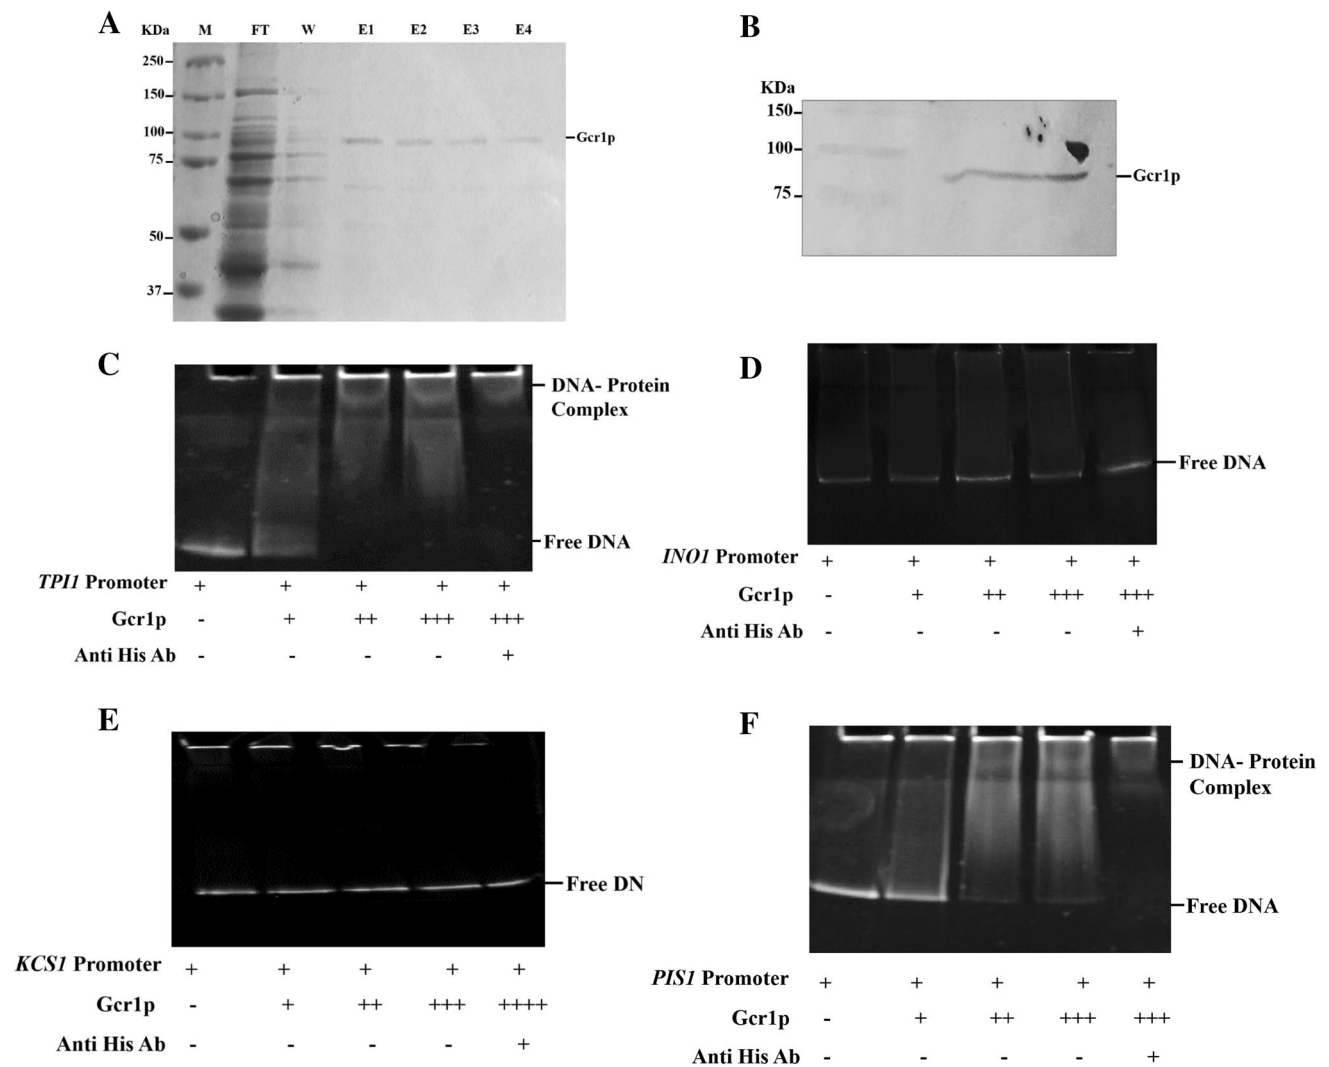 A
KDa M FT W E1 E2 E3 E4
250
150
100
75
50
37
Gcr1p
B
KDa
150
100
75
Gcr1p
C
DNA- Protein
Complex
Free DNA
TPI1 Promoter + + + + +
Gcr1p - + ++ +++ +++
Anti His Ab - - - - +
D
Free DNA
INO1 Promoter + + + + +
Gcr1p - + ++ +++ +++
Anti His Ab - - - - +
E
Free DN
KCS1 Promoter + + + + +
Gcr1p - + ++ +++ ++++
Anti His Ab - - - - +
F
DNA- Protein
Complex
Free DNA
PIS1 Promoter + + + + +
Gcr1p - + ++ +++ +++
Anti His Ab - - - - +